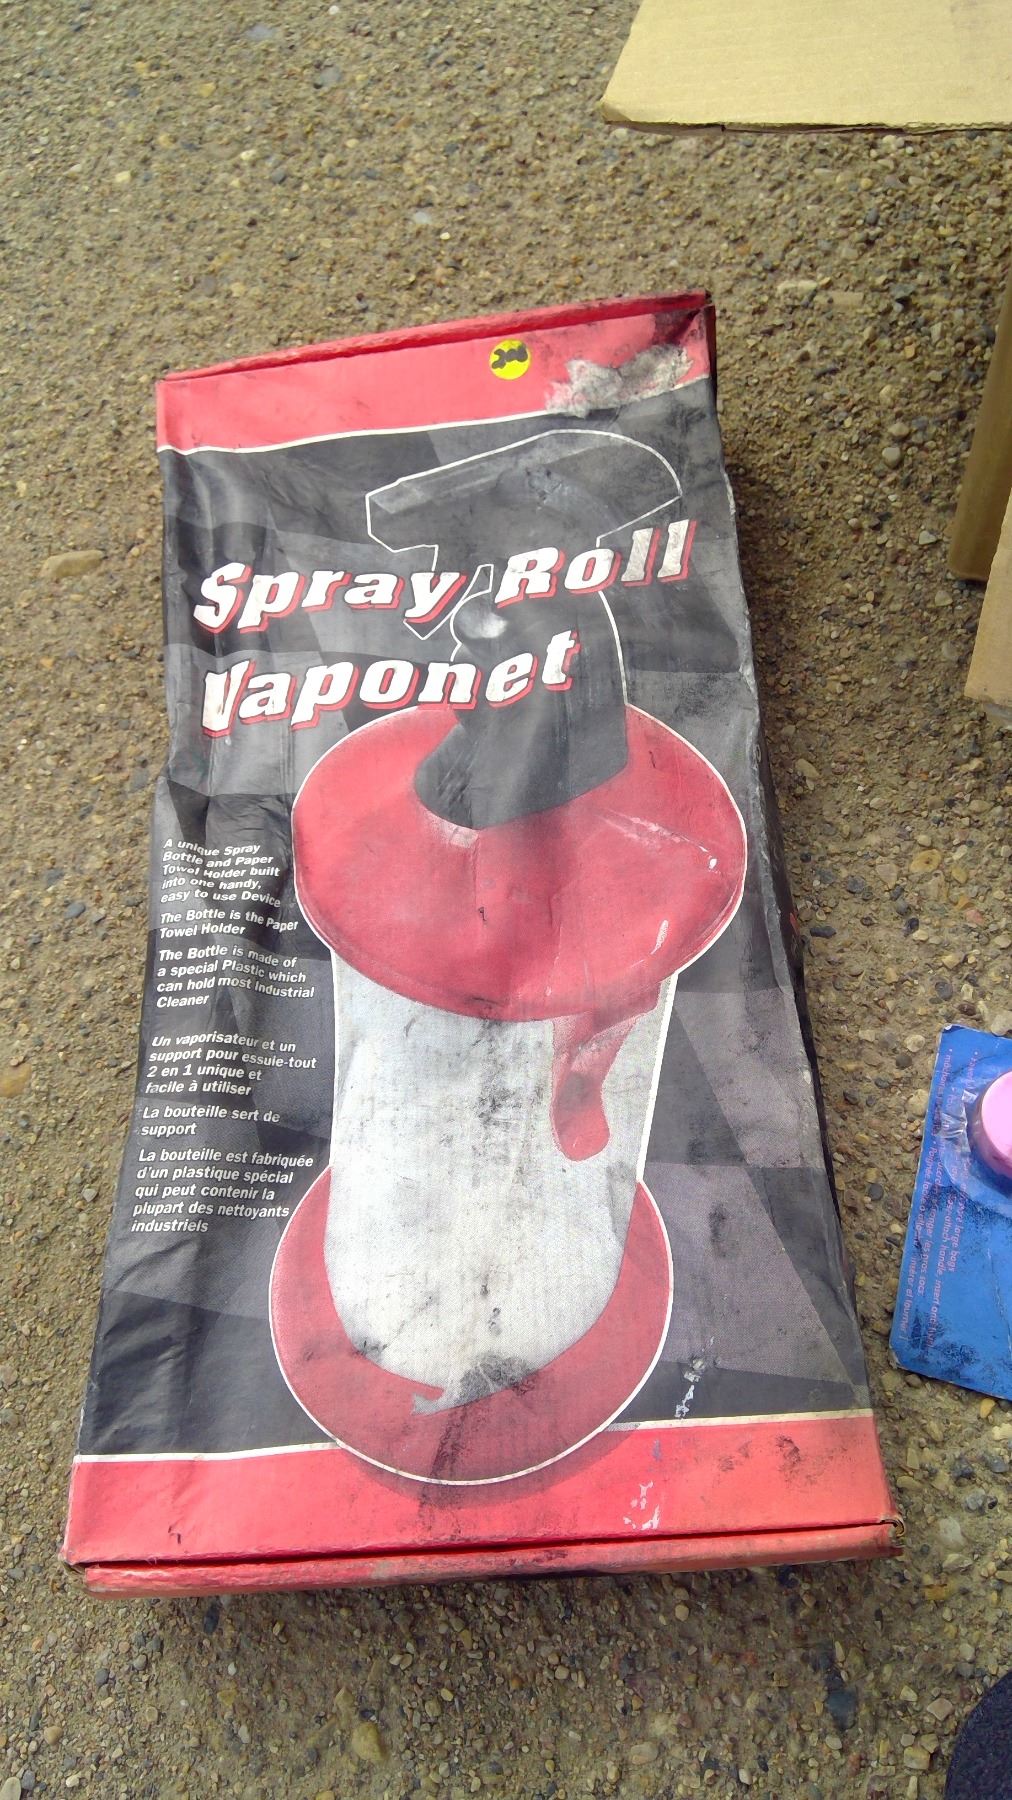 Spray Roll
Vaponet
A unique Spray
Bottle and Paper
Towel Holder built
into one handy,
easy to use Device
The Bottle is the Paper
Towel Holder
The Bottle is made of
a special Plastic which
can hold most Industrial
Cleaner
Un vaporisateur et un
support pour essuie-tout
2 en 1 unique et
facile à utiliser
La bouteille sert de
support
La bouteille est fabriquée
d'un plastique spécial
qui peut contenir la
plupart des nettoyants
industriels